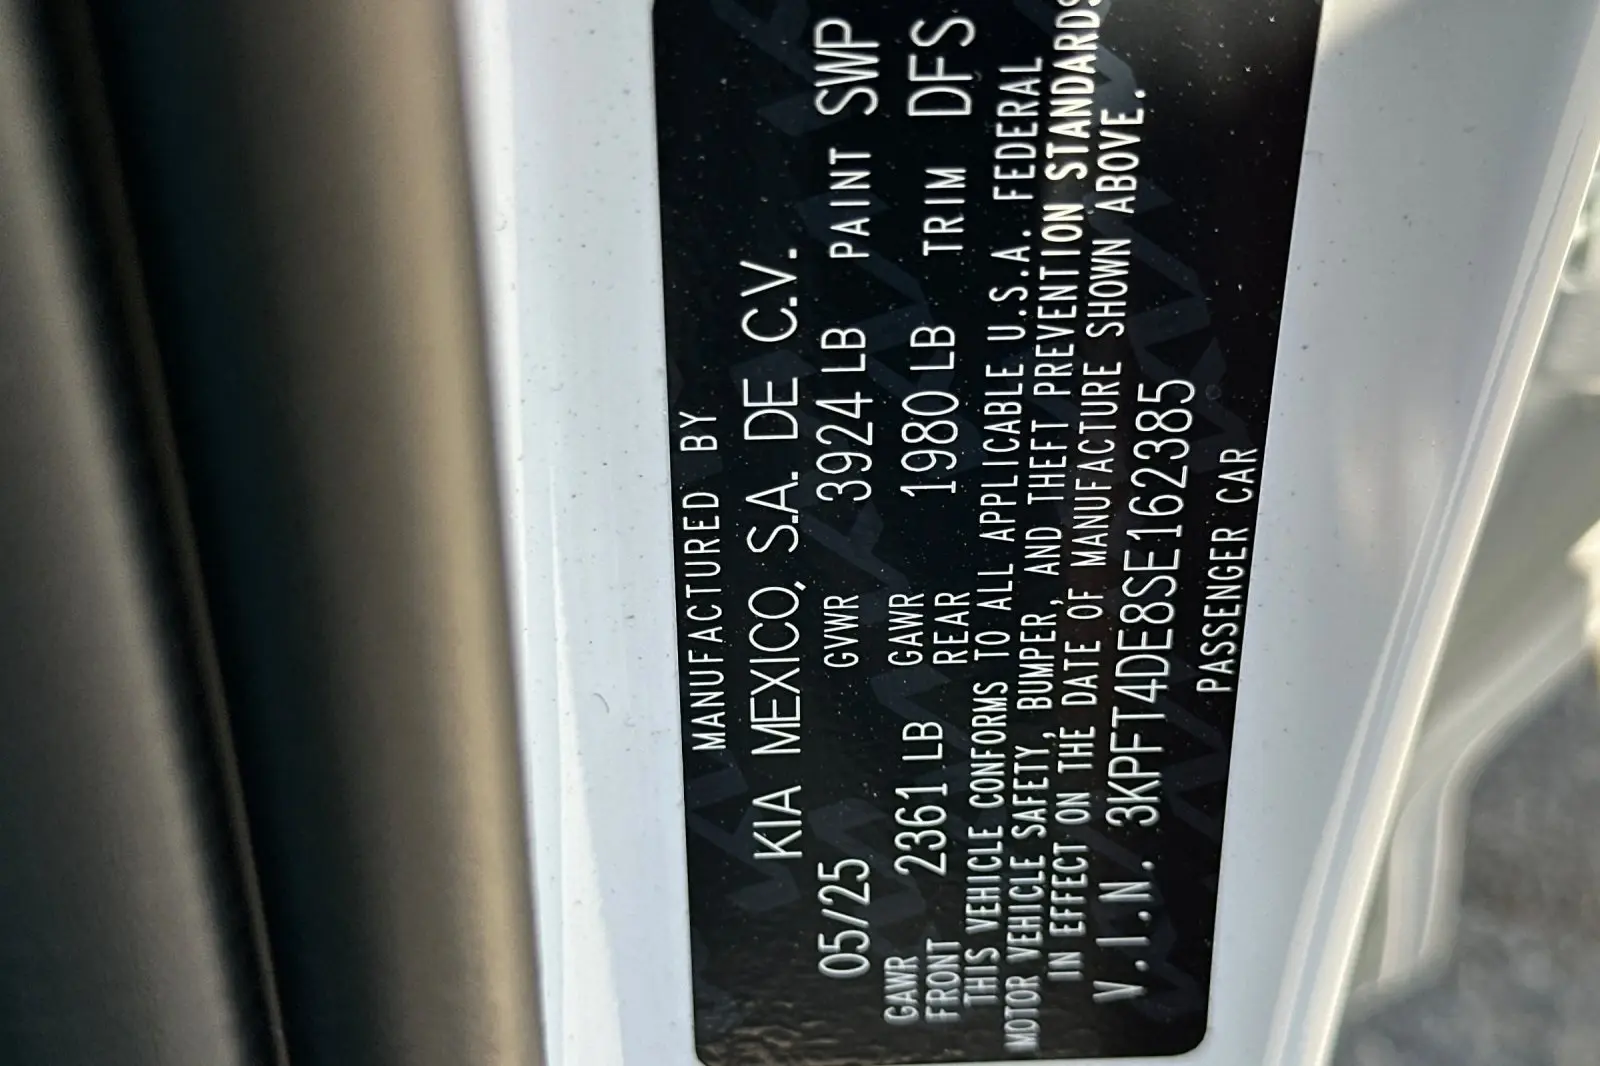 MANUFACTURED BY
KIA MEXICO, S.A. DE C.V.
05/25 GVWR 3924 LB PAINT SWP
GAWR FRONT 2361 LB GAWR REAR 1980 LB TRIM DFS
THIS VEHICLE CONFORMS TO ALL APPLICABLE U.S.A. FEDERAL
MOTOR VEHICLE SAFETY, BUMPER, AND THEFT PREVENTION STANDARDS
IN EFFECT ON THE DATE OF MANUFACTURE SHOWN ABOVE.
V.I.N. 3KPFT4DE8SE162385
PASSENGER CAR